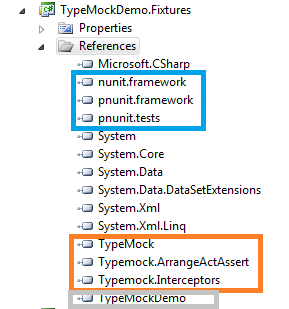 TypeMockDemo.Fixtures
Properties
References
Microsoft.CSharp
nunit.framework
pnunit.framework
pnunit.tests
System
System.Core
System.Data
System.Data.DataSetExtensions
System.Xml
System.Xml.Linq
TypeMock
Typemock.ArrangeActAssert
Typemock.Interceptors
TypeMockDemo